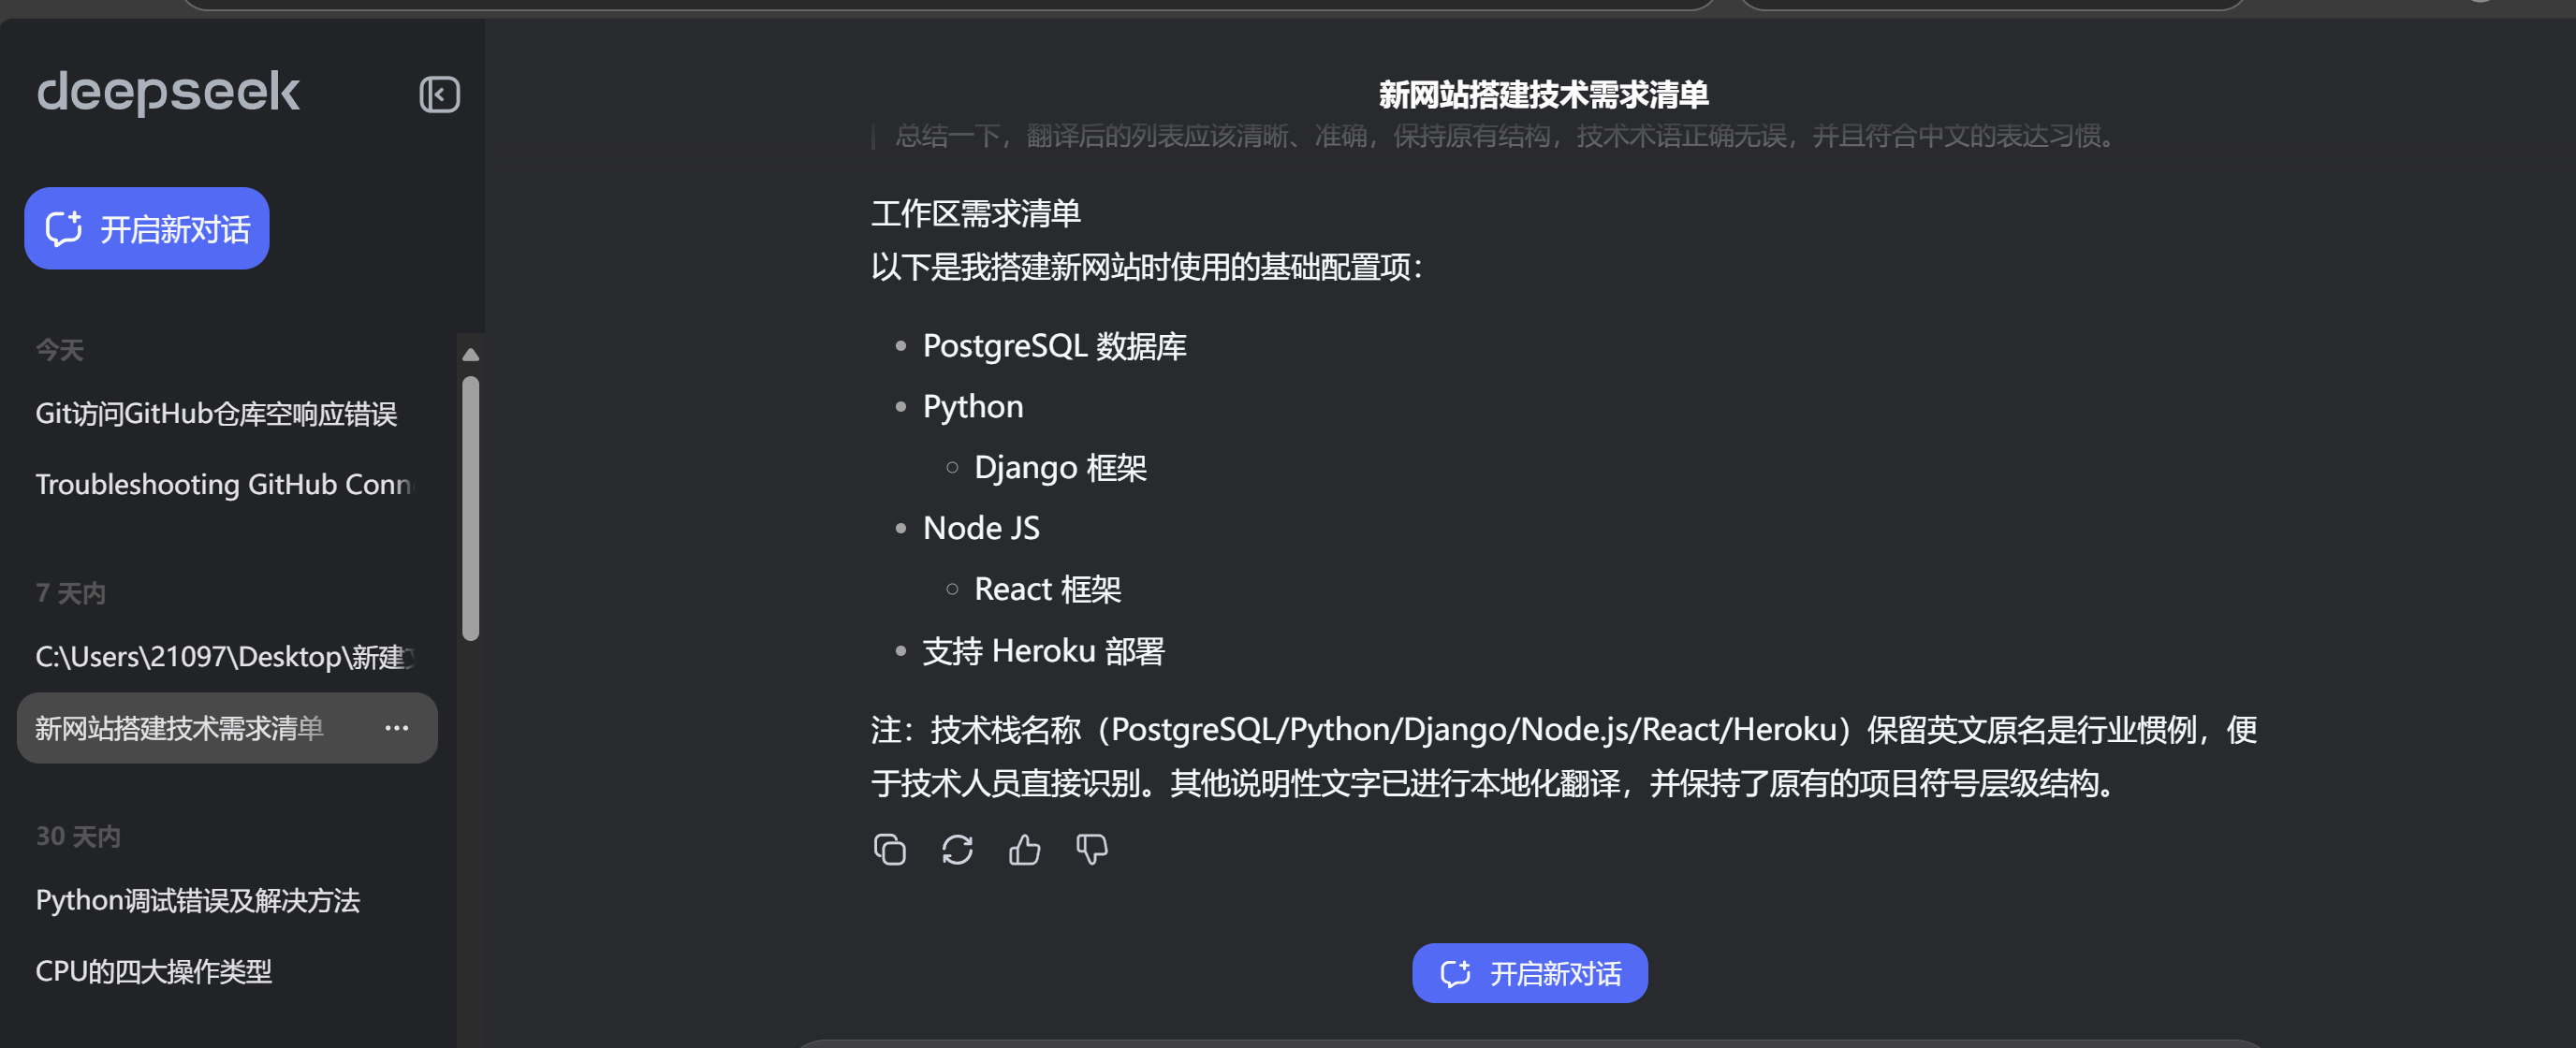 deepseek
开启新对话
今天
Git访问GitHub仓库空响应错误
Troubleshooting GitHub Conn
7 天内
C:\Users\21097\Desktop\新建
新网站搭建技术需求清单
30 天内
Python调试错误及解决方法
CPU的四大操作类型
新网站搭建技术需求清单
总结一下，翻译后的列表应该清晰、准确，保持原有结构，技术术语正确无误，并且符合中文的表达习惯。
工作区需求清单
以下是我搭建新网站时使用的基础配置项：
PostgreSQL 数据库
Python
Django 框架
Node JS
React 框架
支持 Heroku 部署
注：技术栈名称（PostgreSQL/Python/Django/Node.js/React/Heroku）保留英文原名是行业惯例，便
于技术人员直接识别。其他说明性文字已进行本地化翻译，并保持了原有的项目符号层级结构。
开启新对话